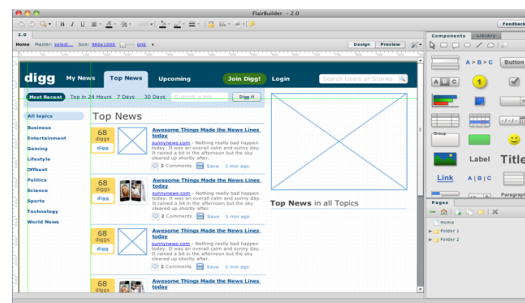 FlairBuilder - 2.0
Feedback
2.0
Home Master: select... Size: 980x1000 grid
Design Preview
Components Library
digg My News Top News Upcoming Join Digg! Login Search Users or Stories
Most Recent Top in 24 Hours 7 Days 30 Days Digg it
All topics
Business
Entertainment
Gaming
Lifestyle
Offbeat
Politics
Science
Sports
Technology
World News
Top News
68
diggs
digg
Awesome Things Made the News Lines
today
sunnynews.com - Nothing really bad happen
today. It was an overall calm and sunny day.
It rained a bit in the afternoon but the sky
cleared up shortly after.
2 Comments Save 1 min ago
68
diggs
digg
Awesome Things Made the News Lines
today
sunnynews.com - Nothing really bad happen
today. It was an overall calm and sunny day.
It rained a bit in the afternoon but the sky
cleared up shortly after.
2 Comments Save 1 min ago
68
diggs
digg
Awesome Things Made the News Lines
today
sunnynews.com - Nothing really bad happen
today. It was an overall calm and sunny day.
It rained a bit in the afternoon but the sky
cleared up shortly after.
2 Comments Save 1 min ago
68
diggs
Awesome Things Made the News Lines
today
Top News in all Topics
A > B > C Button
A B C 1
Group
Label Title
Link A | B | C
Paragraph
Pages
Home
Folder 1
Folder 2